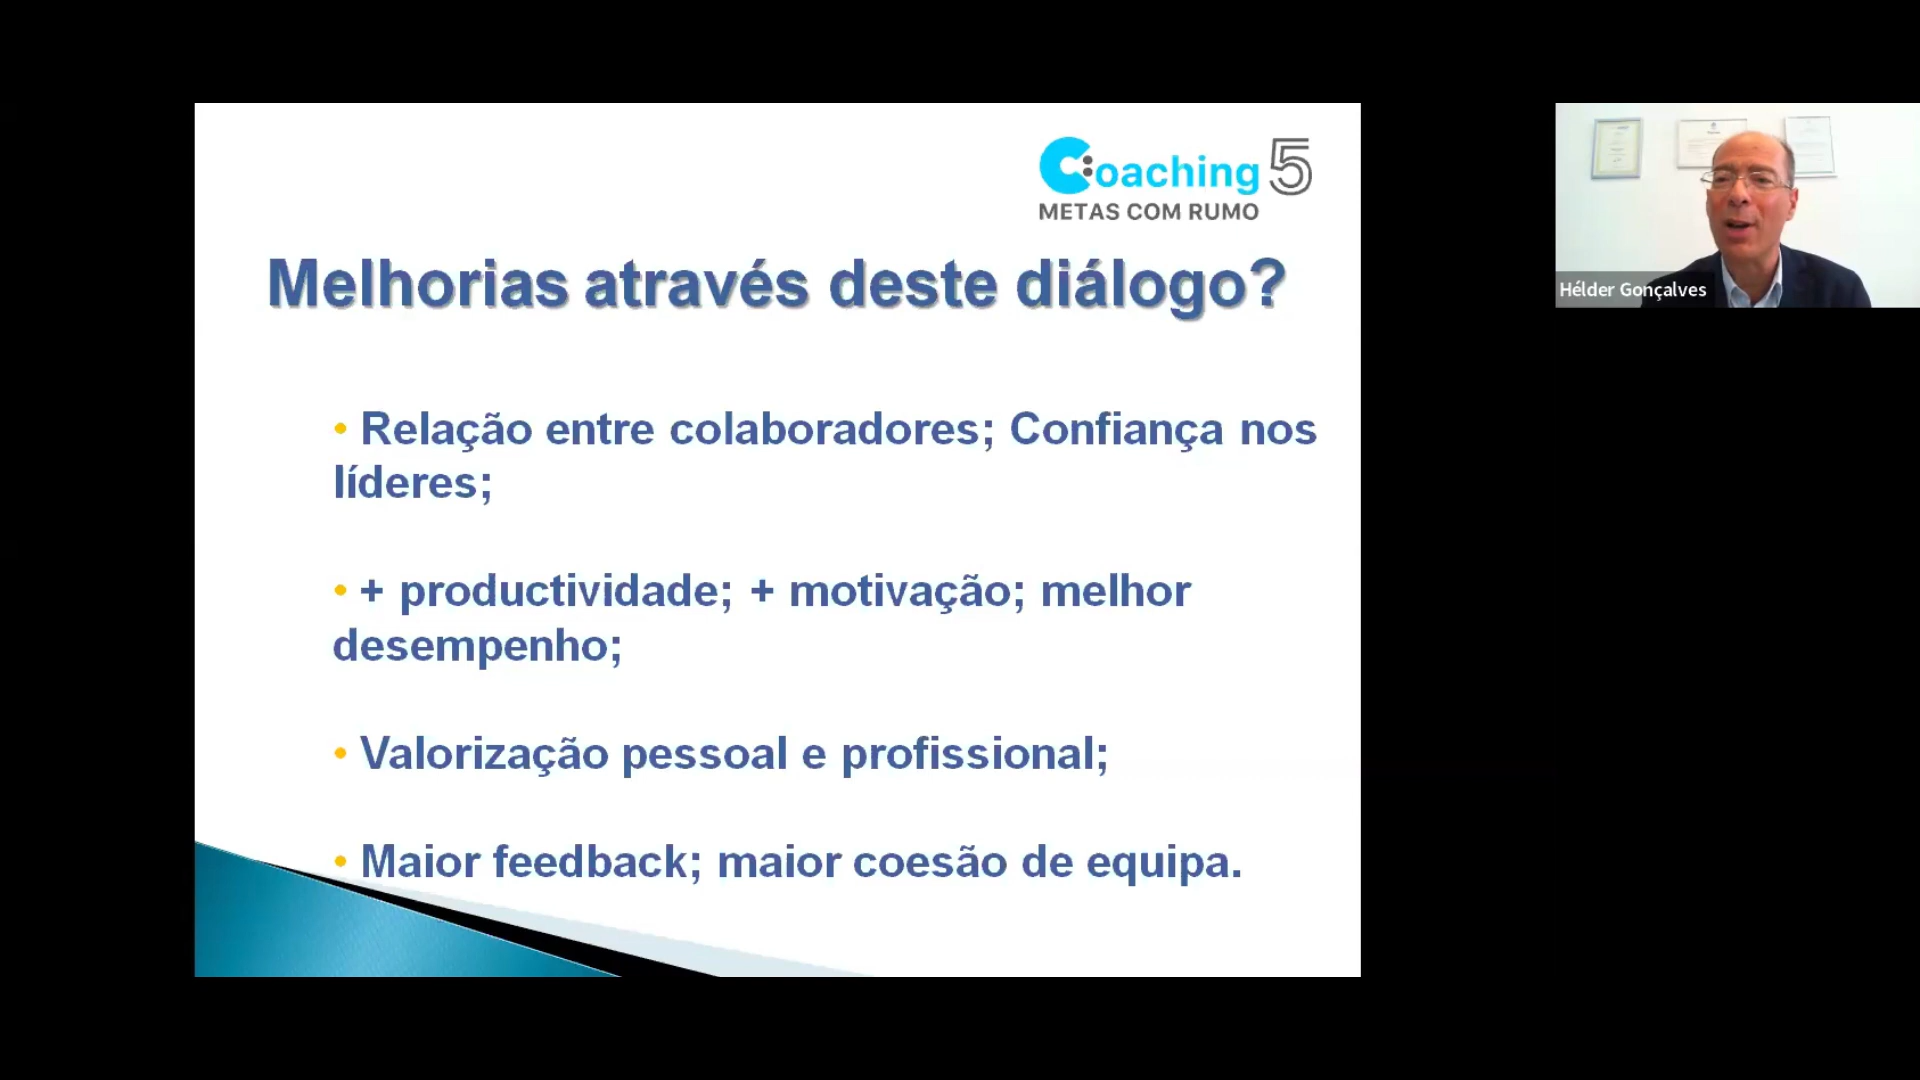 Coaching 5
METAS COM RUMO
Melhorias através deste diálogo?
• Relação entre colaboradores; Confiança nos
líderes;
• + productividade; + motivação; melhor
desempenho;
• Valorização pessoal e profissional;
• Maior feedback; maior coesão de equipa.
Hélder Gonçalves